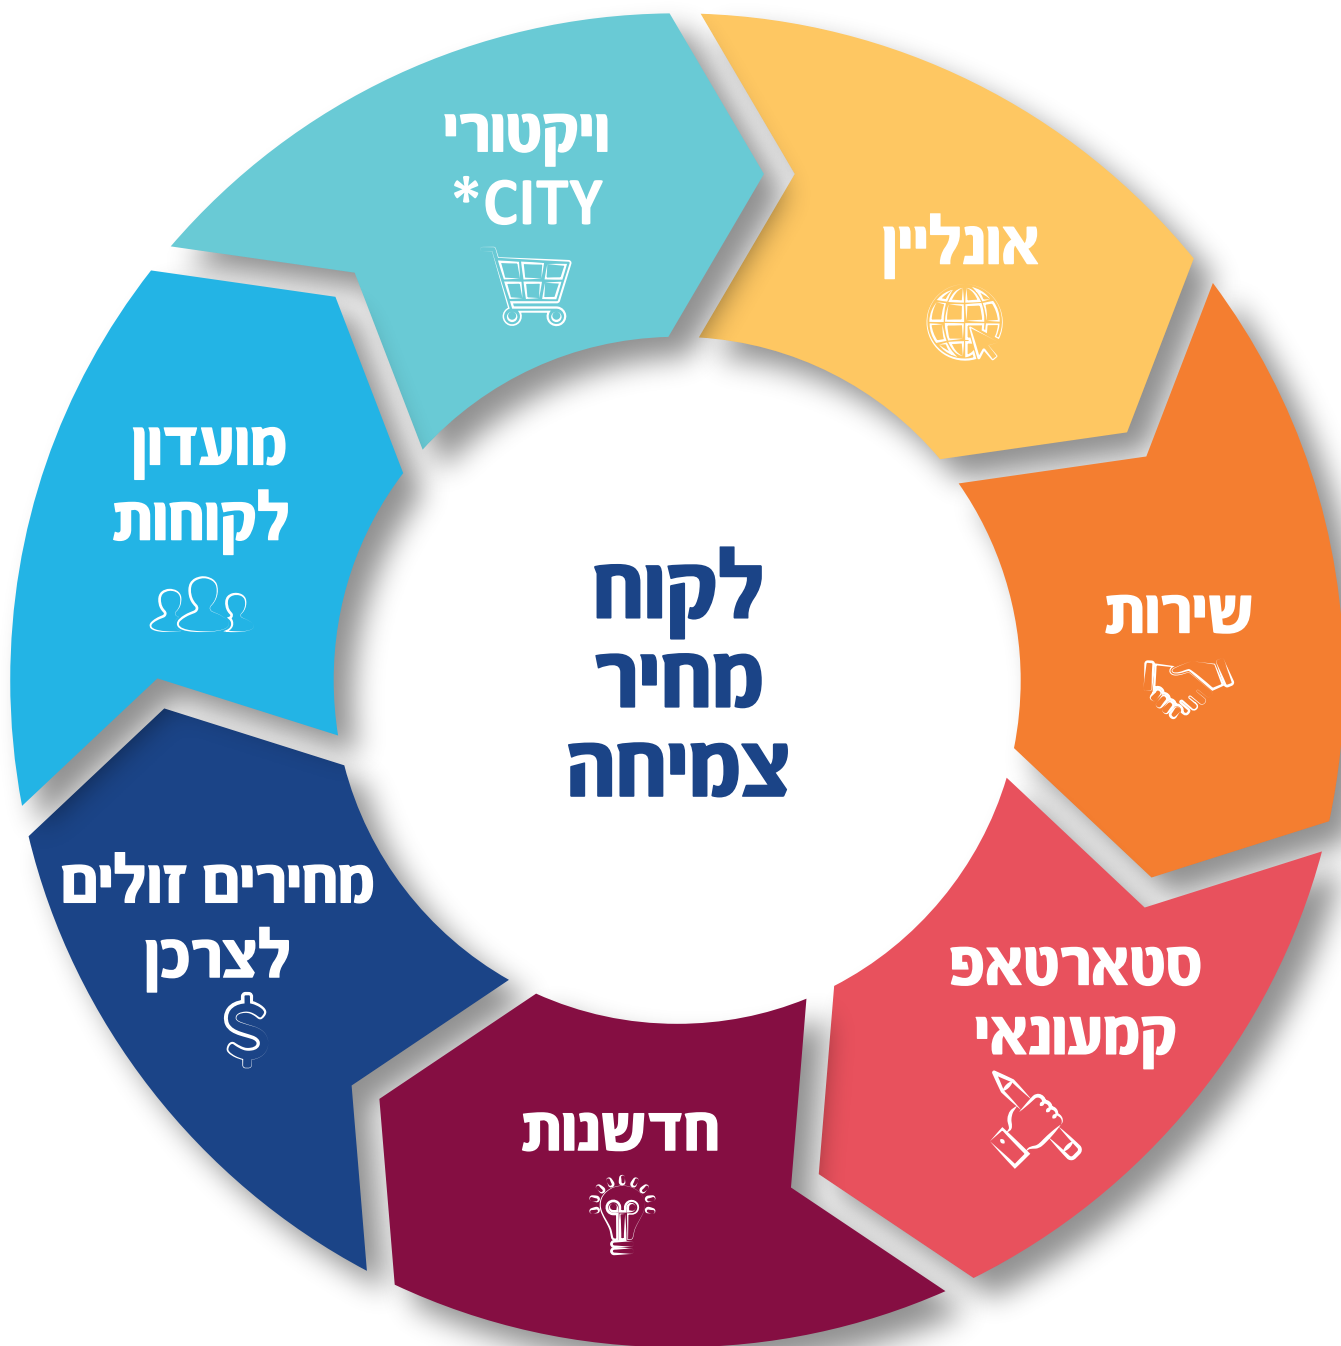 ויקטורי
CITY*
אונליין
שירות
סטארטאפ
קמעונאי
חדשנות
מחירים זולים
לצרכן
מועדון
לקוחות
לקוח
מחיר
צמיחה